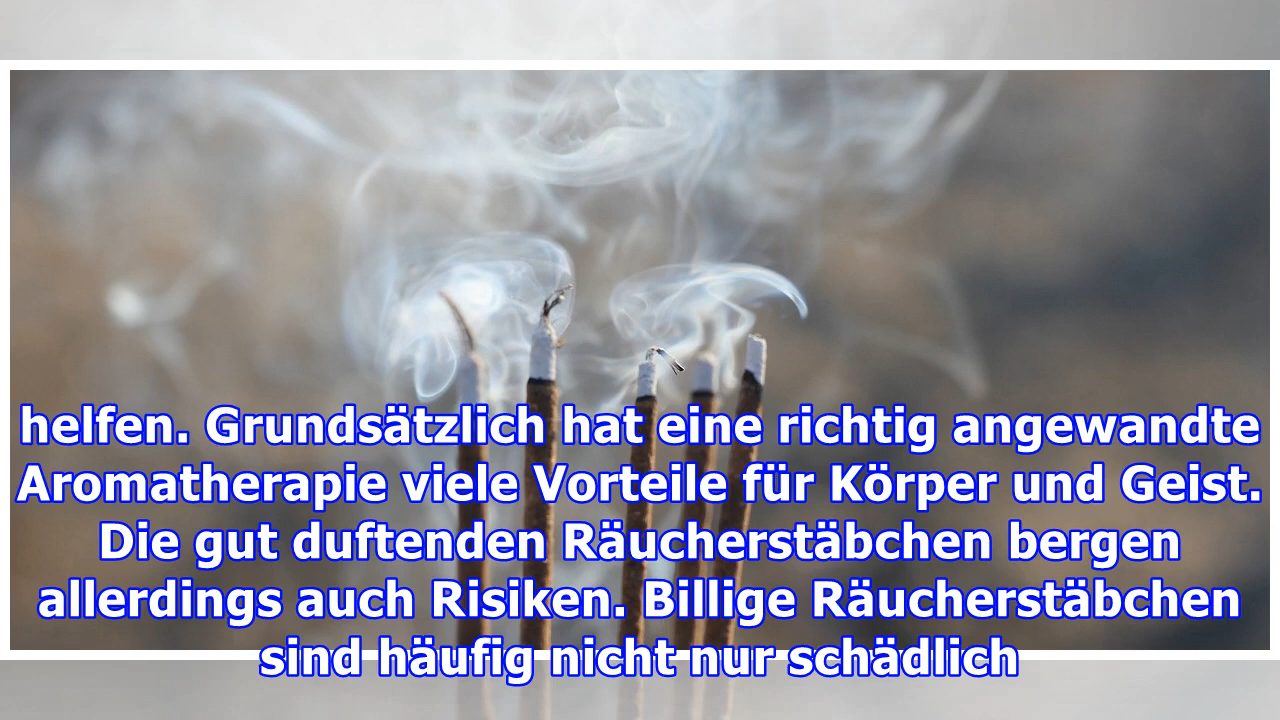 helfen. Grundsätzlich hat eine richtig angewandte
Aromatherapie viele Vorteile für Körper und Geist.
Die gut duftenden Räucherstäbchen bergen
allerdings auch Risiken. Billige Räucherstäbchen
sind häufig nicht nur schädlich